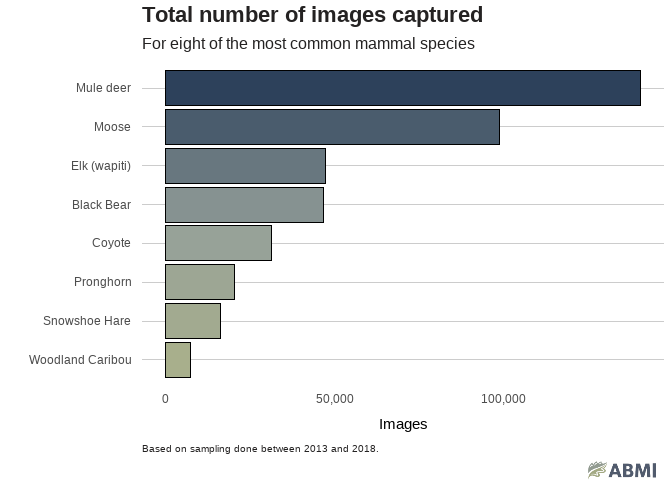 Total number of images captured
For eight of the most common mammal species
Mule deer
Moose
Elk (wapiti)
Black Bear
Coyote
Pronghorn
Snowshoe Hare
Woodland Caribou
0 50,000 100,000
Images
Based on sampling done between 2013 and 2018.
ABMI